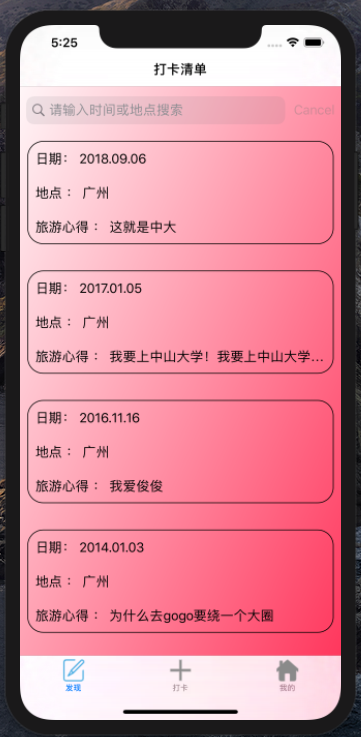 5:25
打卡清单
请输入时间或地点搜索 Cancel
日期： 2018.09.06
地点： 广州
旅游心得： 这就是中大
日期： 2017.01.05
地点： 广州
旅游心得： 我要上中山大学！我要上中山大学...
日期： 2016.11.16
地点： 广州
旅游心得： 我爱俊俊
日期： 2014.01.03
地点： 广州
旅游心得： 为什么去gogo要绕一个大圈
发现 打卡 我的